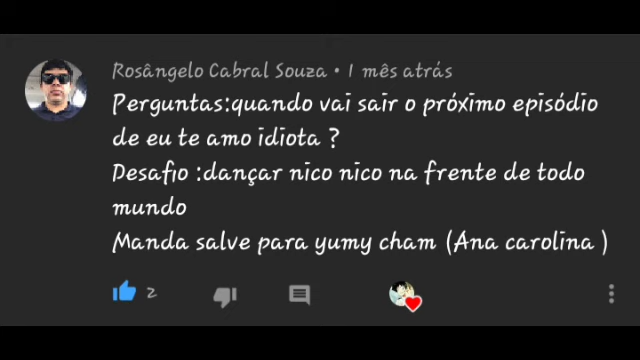 Rosângelo Cabral Souza • 1 mês atrás
Perguntas:quando vai sair o próximo episódio
de eu te amo idiota ?
Desafio :dançar nico nico na frente de todo
mundo
Manda salve para yumy cham (Ana carolina )
2